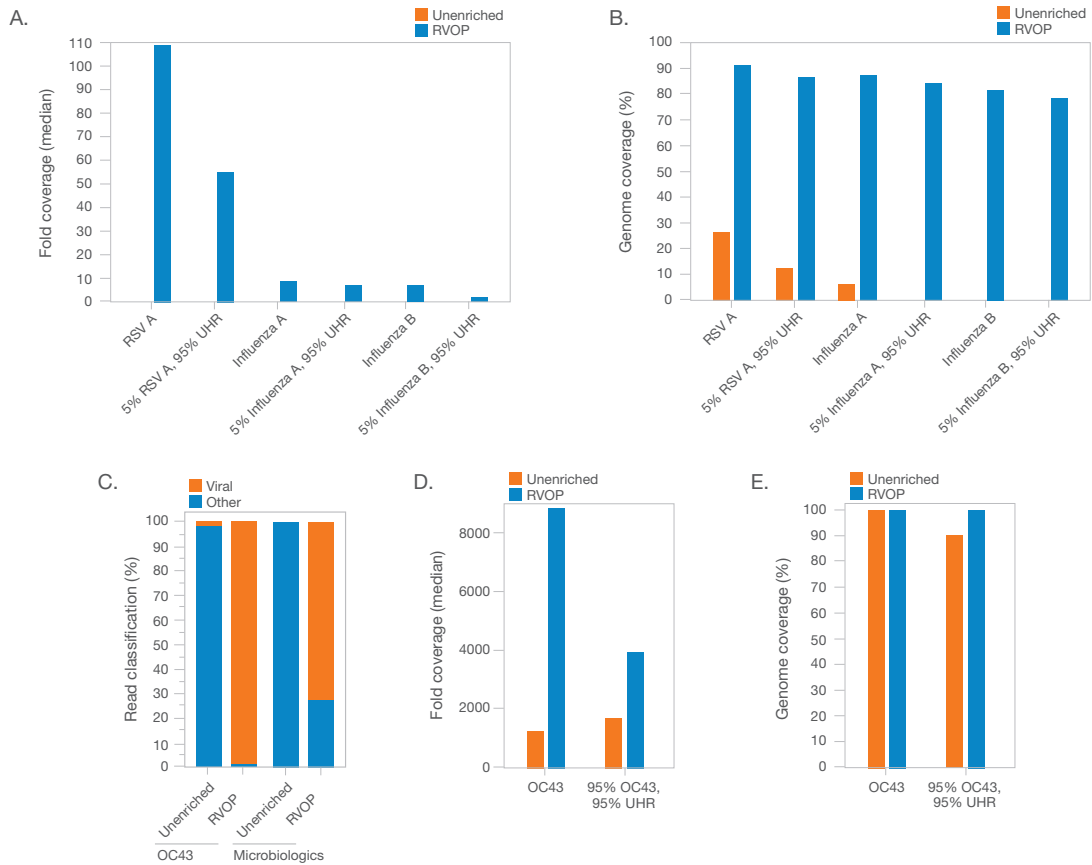 A.
Unenriched
RVOP
Fold coverage (median)
110
100
90
80
70
60
50
40
30
20
10
0
RSV A
5% RSV A, 95% UHR
Influenza A
5% Influenza A, 95% UHR
Influenza B
5% Influenza B, 95% UHR
B.
Unenriched
RVOP
Genome coverage (%)
100
90
80
70
60
50
40
30
20
10
0
RSV A
5% RSV A, 95% UHR
Influenza A
5% Influenza A, 95% UHR
Influenza B
5% Influenza B, 95% UHR
C.
Viral
Other
Read classification (%)
100
90
80
70
60
50
40
30
20
10
0
Unenriched
RVOP
Unenriched
RVOP
OC43
Microbiologics
D.
Unenriched
RVOP
Fold coverage (median)
8000
6000
4000
2000
0
OC43
95% OC43,
95% UHR
E.
Unenriched
RVOP
Genome coverage (%)
100
90
80
70
60
50
40
30
20
10
0
OC43
95% OC43,
95% UHR